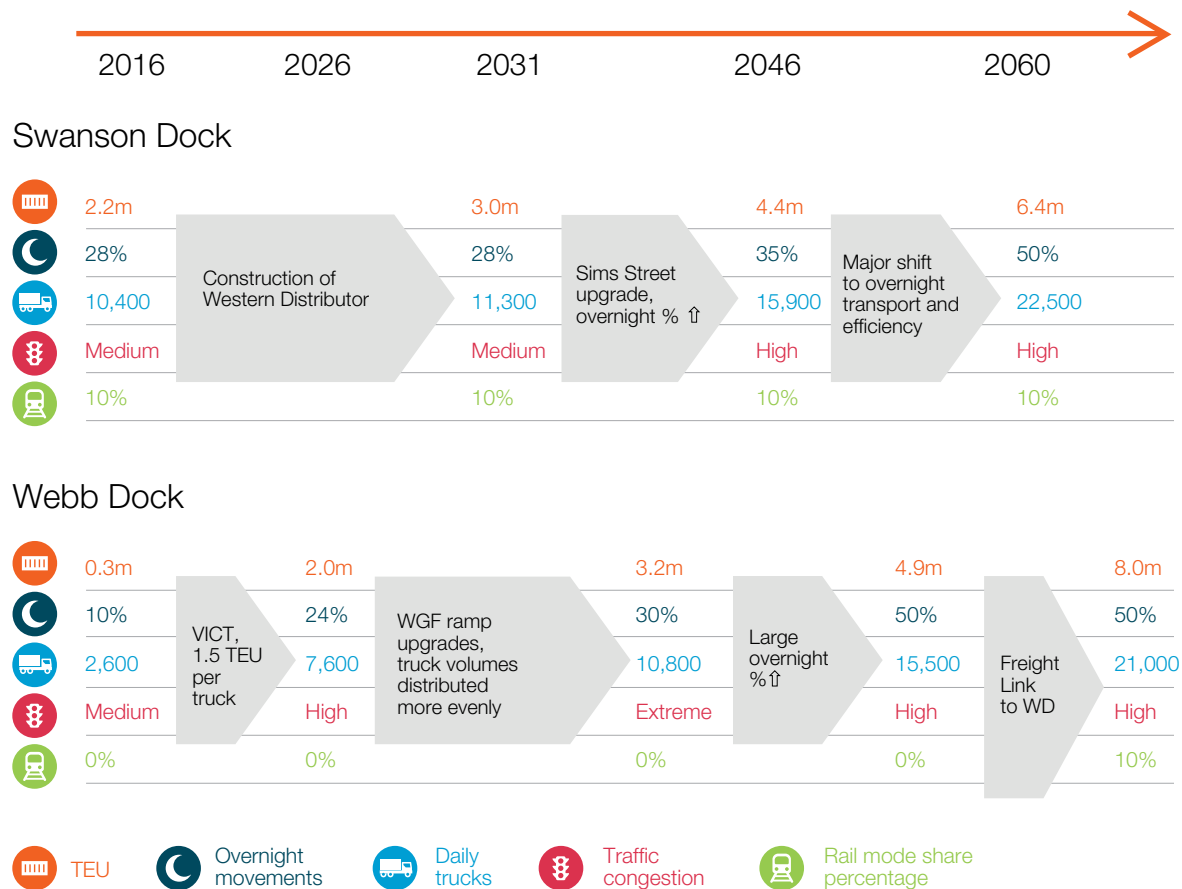 2016 2026 2031 2046 2060
Swanson Dock
2.2m 3.0m 4.4m 6.4m
28% 28% 35% 50%
10,400 11,300 15,900 22,500
Medium Medium High High
10% 10% 10% 10%
Construction of
Western Distributor
Sims Street
upgrade,
overnight % ⇧
Major shift
to overnight
transport and
efficiency
Webb Dock
0.3m 2.0m 3.2m 4.9m 8.0m
10% 24% 30% 50% 50%
2,600 7,600 10,800 15,500 21,000
Medium High Extreme High High
0% 0% 0% 0% 10%
VICT,
1.5 TEU
per
truck
WGF ramp
upgrades,
truck volumes
distributed
more evenly
Large
overnight
%⇧
Freight
Link
to WD
TEU
Overnight
movements
Daily
trucks
Traffic
congestion
Rail mode share
percentage